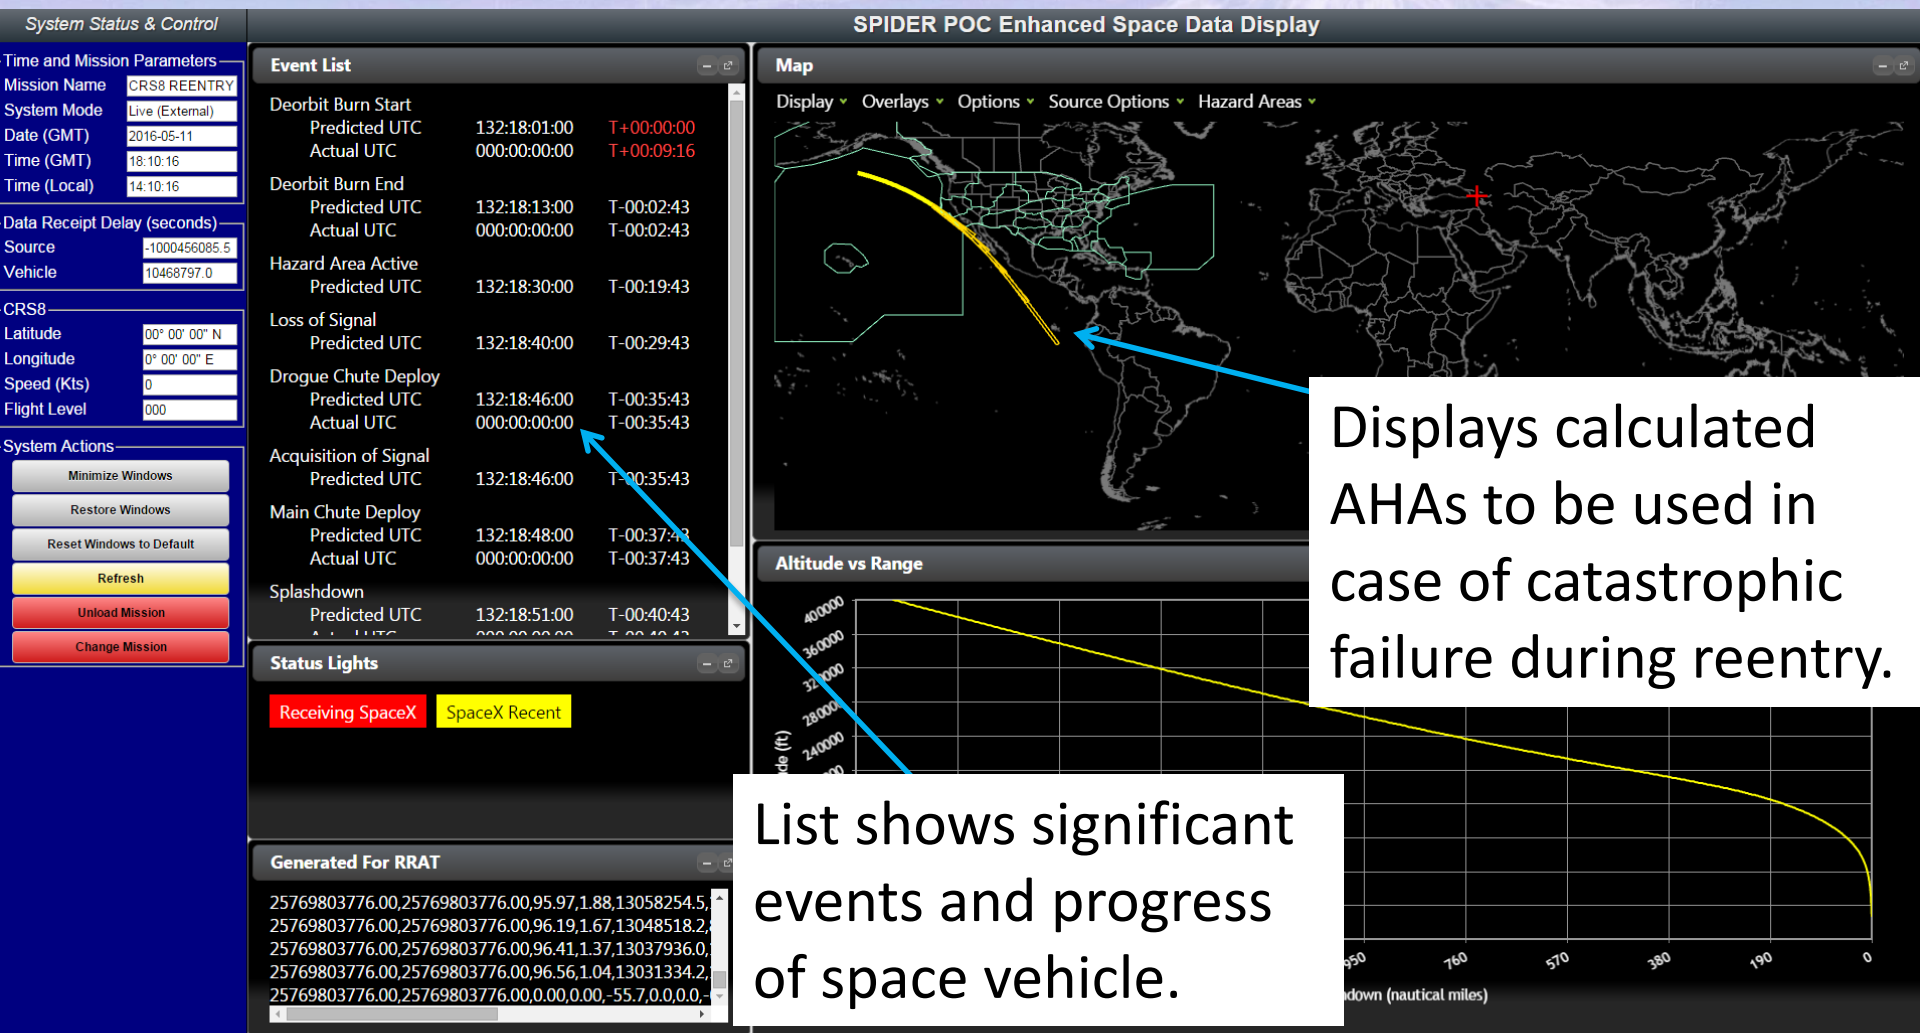 System Status & Control
SPIDER POC Enhanced Space Data Display
Time and Mission Parameters
Mission Name CRS8 REENTRY
System Mode Live (External)
Date (GMT) 2016-05-11
Time (GMT) 18:10:16
Time (Local) 14:10:16
Data Receipt Delay (seconds)
Source -1000456085.5
Vehicle 10468797.0
CRS8
Latitude 00° 00' 00" N
Longitude 0° 00' 00" E
Speed (Kts) 0
Flight Level 000
System Actions
Minimize Windows
Restore Windows
Reset Windows to Default
Refresh
Unload Mission
Change Mission
Event List
Deorbit Burn Start
Predicted UTC 132:18:01:00 T+00:00:00
Actual UTC 000:00:00:00 T+00:09:16
Deorbit Burn End
Predicted UTC 132:18:13:00 T-00:02:43
Actual UTC 000:00:00:00 T-00:02:43
Hazard Area Active
Predicted UTC 132:18:30:00 T-00:19:43
Loss of Signal
Predicted UTC 132:18:40:00 T-00:29:43
Drogue Chute Deploy
Predicted UTC 132:18:46:00 T-00:35:43
Actual UTC 000:00:00:00 T-00:35:43
Acquisition of Signal
Predicted UTC 132:18:46:00 T-00:35:43
Main Chute Deploy
Predicted UTC 132:18:48:00 T-00:37:43
Actual UTC 000:00:00:00 T-00:37:43
Splashdown
Predicted UTC 132:18:51:00 T-00:40:43
Status Lights
Receiving SpaceX SpaceX Recent
Generated For RRAT
25769803776.00,25769803776.00,95.97,1.88,13058254.5,
25769803776.00,25769803776.00,96.19,1.67,13048518.2,
25769803776.00,25769803776.00,96.41,1.37,13037936.0,
25769803776.00,25769803776.00,96.56,1.04,13031334.2,
25769803776.00,25769803776.00,0.00,0.00,-55.7,0.0,0.0,-
Map
Display Overlays Options Source Options Hazard Areas
Displays calculated
AHAs to be used in
case of catastrophic
failure during reentry.
Altitude vs Range
400000
360000
320000
280000
240000
(ft)
950 760 570 380 190 0
(nautical miles)
List shows significant
events and progress
of space vehicle.